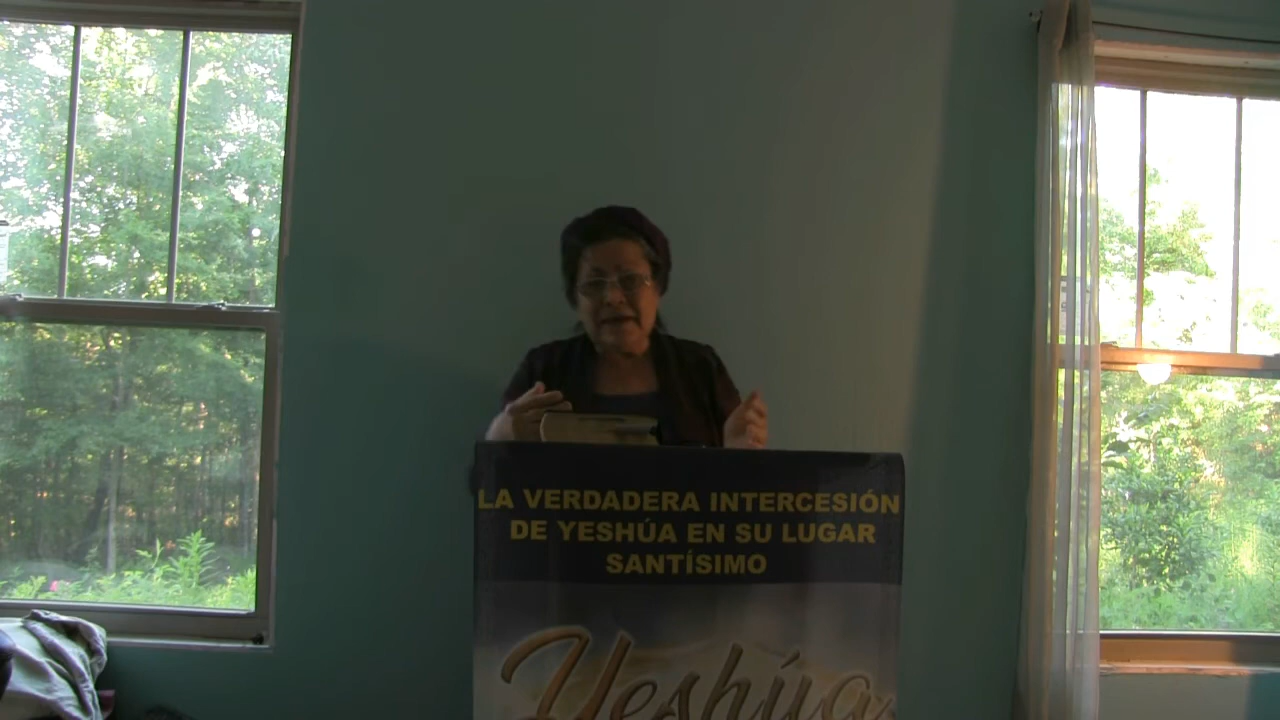 LA VERDADERA INTERCESIÓN
DE YESHÚA EN SU LUGAR
SANTÍSIMO
Yeshúa